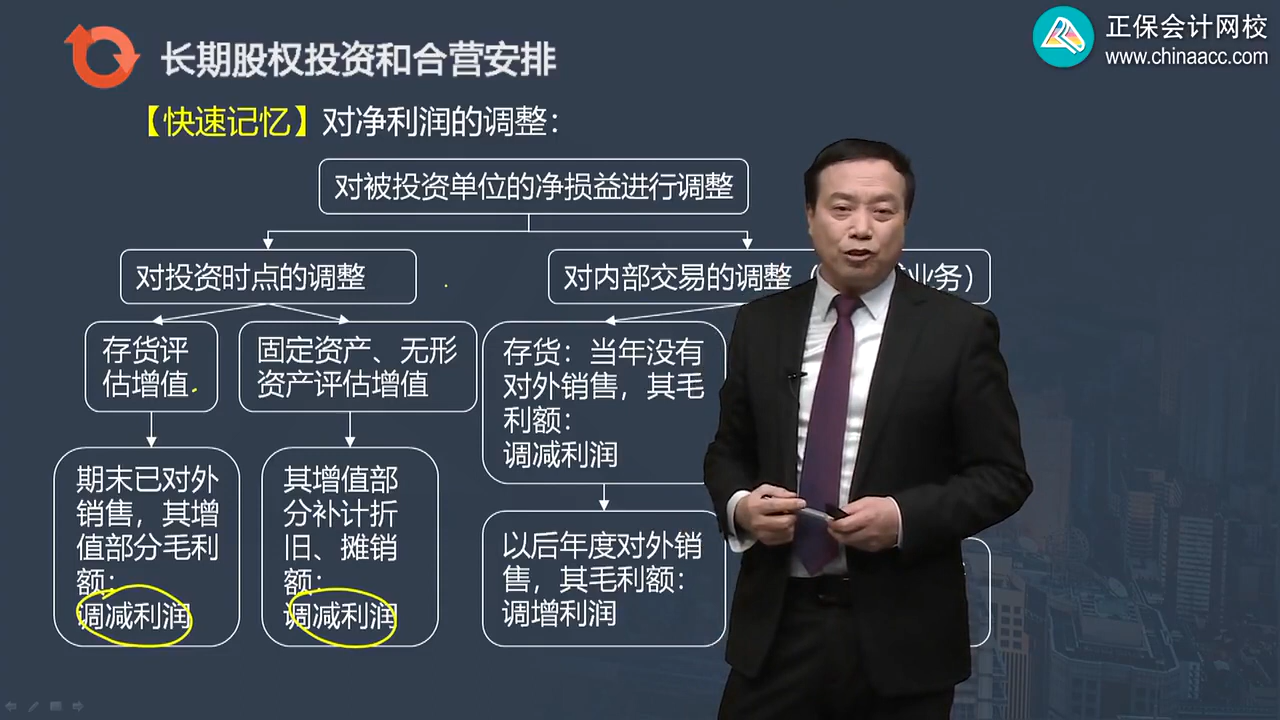 长期股权投资和合营安排
正保会计网校
www.chinaacc.com
【快速记忆】对净利润的调整：
对被投资单位的净损益进行调整
对投资时点的调整
对内部交易的调整（
业务）
存货评
估增值
固定资产、无形
资产评估增值
存货：当年没有
对外销售，其毛
利额：
调减利润
期末已对外
销售，其增
值部分毛利
额：
调减利润
其增值部
分补计折
旧、摊销
额：
调减利润
以后年度对外销
售，其毛利额：
调增利润